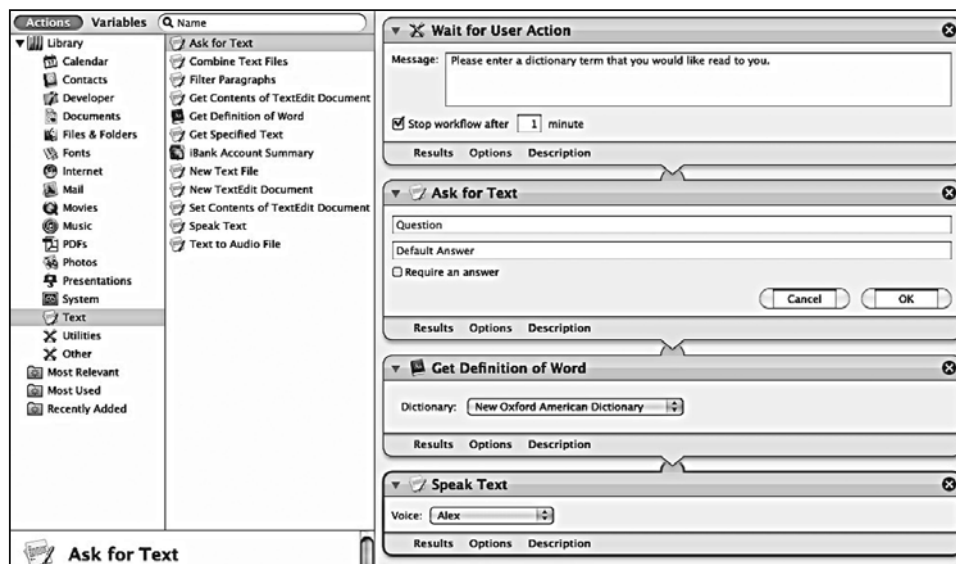 Actions Variables Name
Library
Calendar
Contacts
Developer
Documents
Files & Folders
Fonts
Internet
Mail
Movies
Music
PDFs
Photos
Presentations
System
Text
Utilities
Other
Most Relevant
Most Used
Recently Added
Ask for Text
Combine Text Files
Filter Paragraphs
Get Contents of TextEdit Document
Get Definition of Word
Get Specified Text
iBank Account Summary
New Text File
New TextEdit Document
Set Contents of TextEdit Document
Speak Text
Text to Audio File
Ask for Text
Wait for User Action
Message: Please enter a dictionary term that you would like read to you.
Stop workflow after 1 minute
Results Options Description
Ask for Text
Question
Default Answer
Require an answer
Cancel OK
Results Options Description
Get Definition of Word
Dictionary: New Oxford American Dictionary
Results Options Description
Speak Text
Voice: Alex
Results Options Description